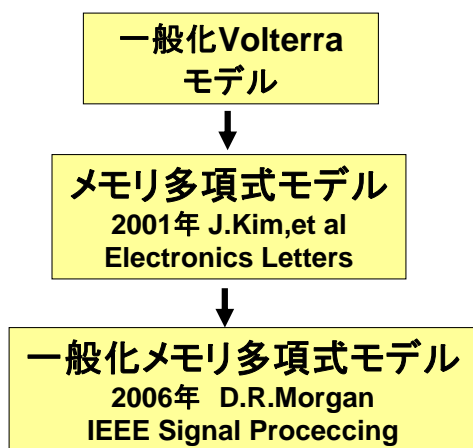 一般化Volterra
モデル
メモリ多項式モデル
2001年 J.Kim,et al
Electronics Letters
一般化メモリ多項式モデル
2006年 D.R.Morgan
IEEE Signal Proceccing